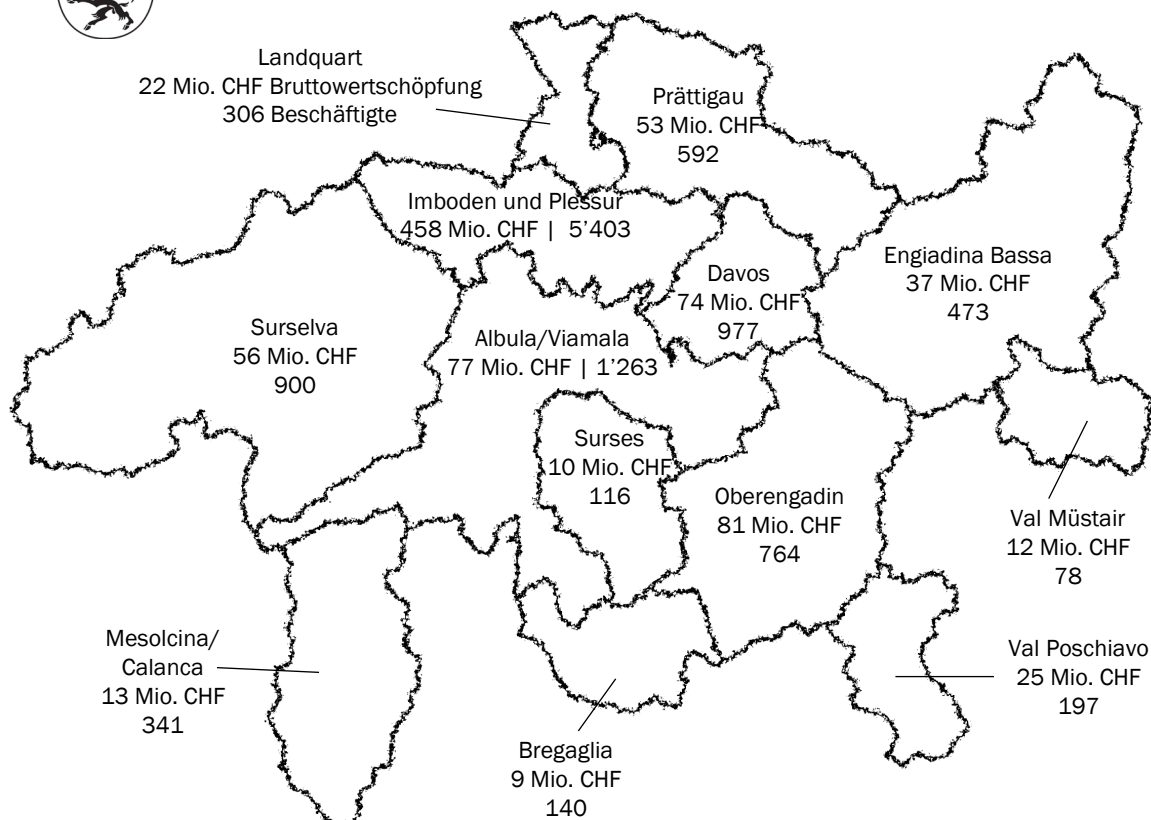 Landquart
22 Mio. CHF Bruttowertschöpfung
306 Beschäftigte
Prättigau
53 Mio. CHF
592
Imboden und Plessur
458 Mio. CHF | 5’403
Davos
74 Mio. CHF
977
Engiadina Bassa
37 Mio. CHF
473
Surselva
56 Mio. CHF
900
Albula/Viamala
77 Mio. CHF | 1’263
Surses
10 Mio. CHF
116
Oberengadin
81 Mio. CHF
764
Val Müstair
12 Mio. CHF
78
Mesolcina/
Calanca
13 Mio. CHF
341
Val Poschiavo
25 Mio. CHF
197
Bregaglia
9 Mio. CHF
140